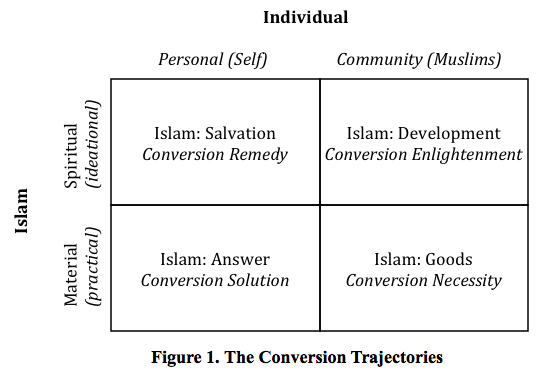 Individual
Personal (Self) Community (Muslims)
Islam
Spiritual
(ideational)
Islam: Salvation
Conversion Remedy
Islam: Development
Conversion Enlightenment
Material
(practical)
Islam: Answer
Conversion Solution
Islam: Goods
Conversion Necessity
Figure 1. The Conversion Trajectories